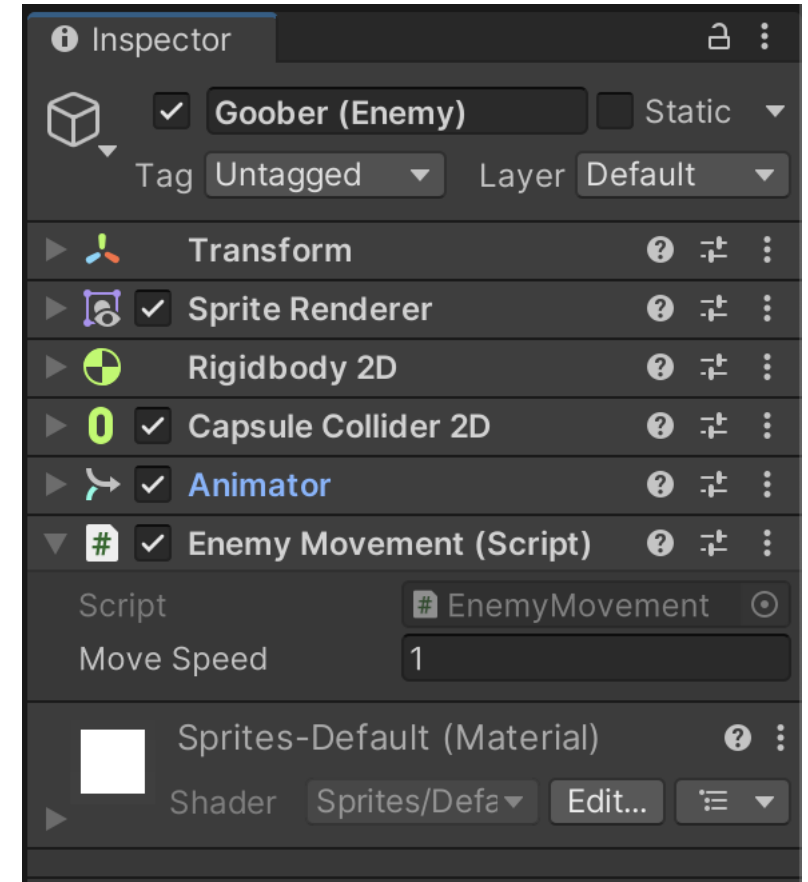 Inspector
Goober (Enemy) Static
Tag Untagged Layer Default
Transform
Sprite Renderer
Rigidbody 2D
Capsule Collider 2D
Animator
# Enemy Movement (Script)
Script # EnemyMovement
Move Speed 1
Sprites-Default (Material)
Shader Sprites/Defa Edit...